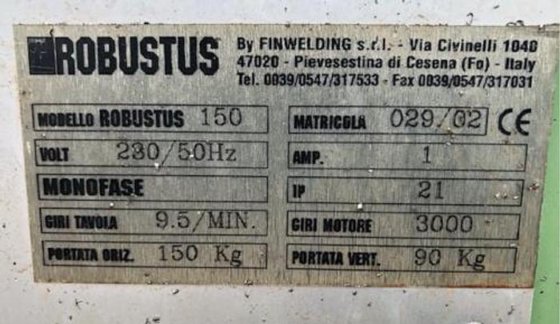 ROBUSTUS
By FINWELDING s.r.l. - Via Civinelli 1040
47020 - Pievesestina di Cesena (Fo) - Italy
Tel. 0039/0547/317533 - Fax 0039/0547/317031
MODELLO ROBUSTUS 150
MATRICOLA 029/02 CE
VOLT 230/50Hz
AMP. 1
MONOFASE
IP 21
GIRI TAVOLA 9.5/MIN.
GIRI MOTORE 3000
PORTATA ORIZ. 150 Kg
PORTATA VERT. 90 Kg